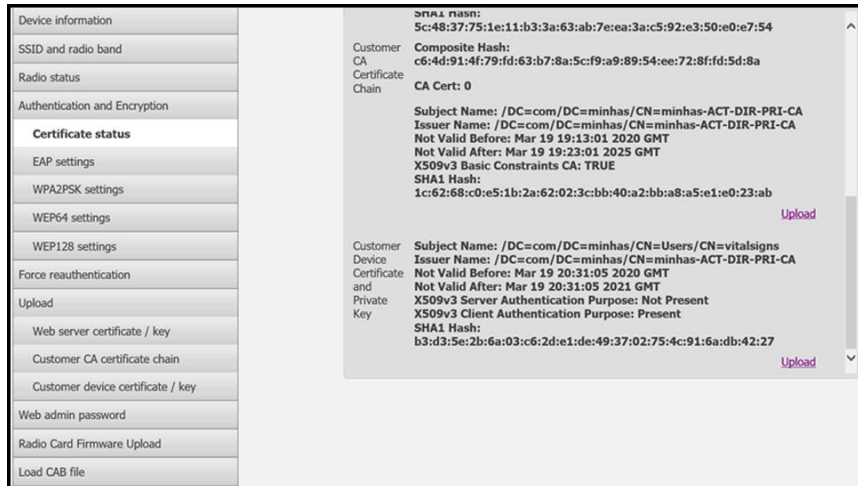 Device information
SSID and radio band
Radio status
Authentication and Encryption
Certificate status
EAP settings
WPA2PSK settings
WEP64 settings
WEP128 settings
Force reauthentication
Upload
Web server certificate / key
Customer CA certificate chain
Customer device certificate / key
Web admin password
Radio Card Firmware Upload
Load CAB file
SHA1 Hash:
5c:48:37:75:1e:11:b3:3a:63:ab:7e:ea:3a:c5:92:e3:50:e0:e7:54
Customer
CA
Certificate
Chain
Composite Hash:
c6:4d:91:4f:79:fd:63:b7:8a:5c:f9:a9:89:54:ee:72:8f:fd:5d:8a
CA Cert: 0
Subject Name: /DC=com/DC=minhas/CN=minhas-ACT-DIR-PRI-CA
Issuer Name: /DC=com/DC=minhas/CN=minhas-ACT-DIR-PRI-CA
Not Valid Before: Mar 19 19:13:01 2020 GMT
Not Valid After: Mar 19 19:23:01 2025 GMT
X509v3 Basic Constraints CA: TRUE
SHA1 Hash:
1c:62:68:c0:e5:1b:2a:62:02:3c:bb:40:a2:bb:a8:a5:e1:e0:23:ab
Upload
Customer
Device
Certificate
and
Private
Key
Subject Name: /DC=com/DC=minhas/CN=Users/CN=vitalsigns
Issuer Name: /DC=com/DC=minhas/CN=minhas-ACT-DIR-PRI-CA
Not Valid Before: Mar 19 20:31:05 2020 GMT
Not Valid After: Mar 19 20:31:05 2021 GMT
X509v3 Server Authentication Purpose: Not Present
X509v3 Client Authentication Purpose: Present
SHA1 Hash:
b3:d3:5e:2b:6a:03:c6:2d:e1:de:49:37:02:75:4c:91:6a:db:42:27
Upload